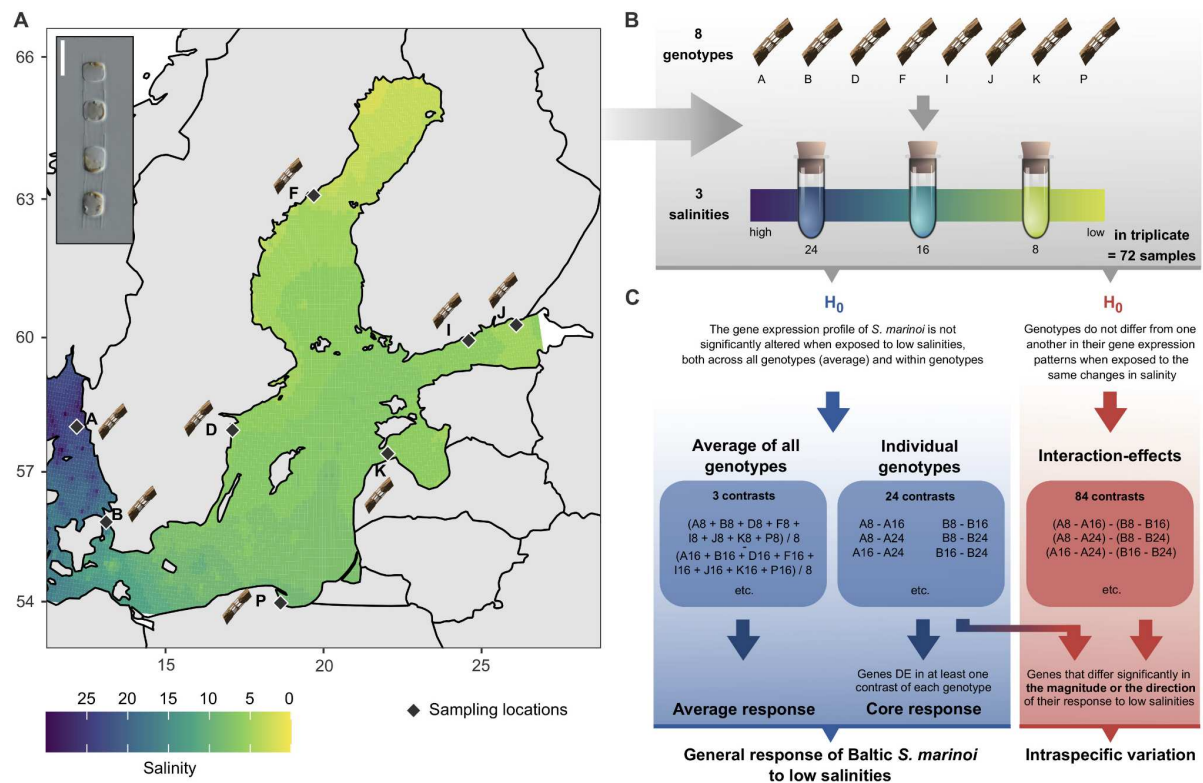 A
66
63
60
57
54
F
I
J
A
D
K
B
P
15
20
25
25
20
15
10
5
0
Salinity
Sampling locations
B
8
genotypes
A
B
D
F
I
J
K
P
3
salinities
high
low
24
16
8
in triplicate
= 72 samples
C
H0
The gene expression profile of S. marinoi is not
significantly altered when exposed to low salinities,
both across all genotypes (average) and within genotypes
H0
Genotypes do not differ from one
another in their gene expression
patterns when exposed to the
same changes in salinity
Average of all
genotypes
3 contrasts
(A8 + B8 + D8 + F8 +
I8 + J8 + K8 + P8) / 8
-
(A16 + B16 + D16 + F16 +
I16 + J16 + K16 + P16) / 8
etc.
Individual
genotypes
24 contrasts
A8 - A16 B8 - B16
A8 - A24 B8 - B24
A16 - A24 B16 - B24
etc.
Interaction-effects
84 contrasts
(A8 - A16) - (B8 - B16)
(A8 - A24) - (B8 - B24)
(A16 - A24) - (B16 - B24)
etc.
Genes DE in at least one
contrast of each genotype
Genes that differ significantly in
the magnitude or the direction
of their response to low salinities
Average response
Core response
General response of Baltic S. marinoi
to low salinities
Intraspecific variation